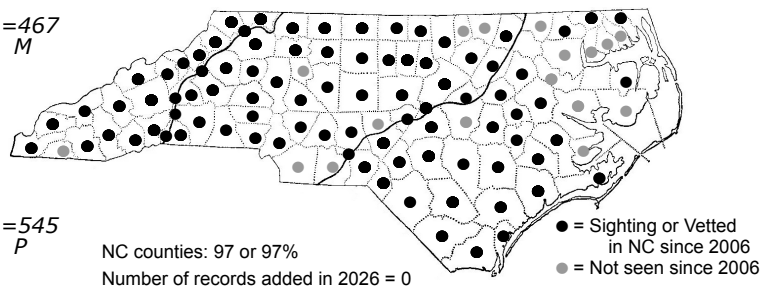 =467
M
=545
P
NC counties: 97 or 97%
Number of records added in 2026 = 0
= Sighting or Vetted
in NC since 2006
= Not seen since 2006